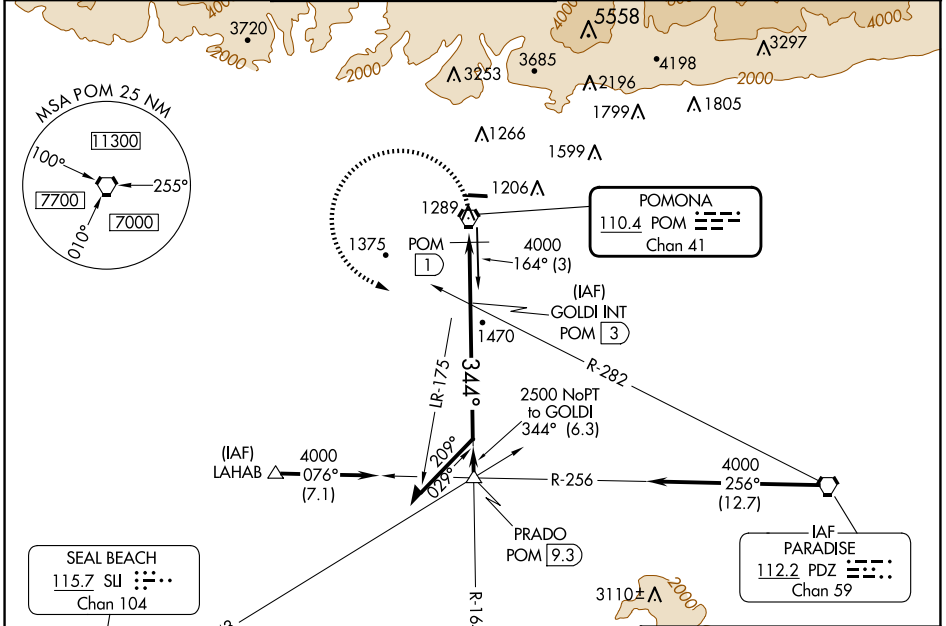 4000
5558
4000
3720
2000
3253
3685
4198
3297
2000
2196
2000
1799
1805
MSA POM 25 NM
11300
100°
255°
7700
7000
010°
1266
1599
1206
1289
POMONA
110.4 POM
Chan 41
1375
POM
1
4000
164° (3)
(IAF)
GOLDI INT
POM 3
1470
R-282
LR-175
344°
2500 NoPT
to GOLDI
344° (6.3)
(IAF)
LAHAB
4000
076°
(7.1)
209°
029°
R-256
4000
256°
(12.7)
PRADO
POM 9.3
IAF
PARADISE
112.2 PDZ
Chan 59
SEAL BEACH
115.7 SLI
Chan 104
3110±
2000
R-16